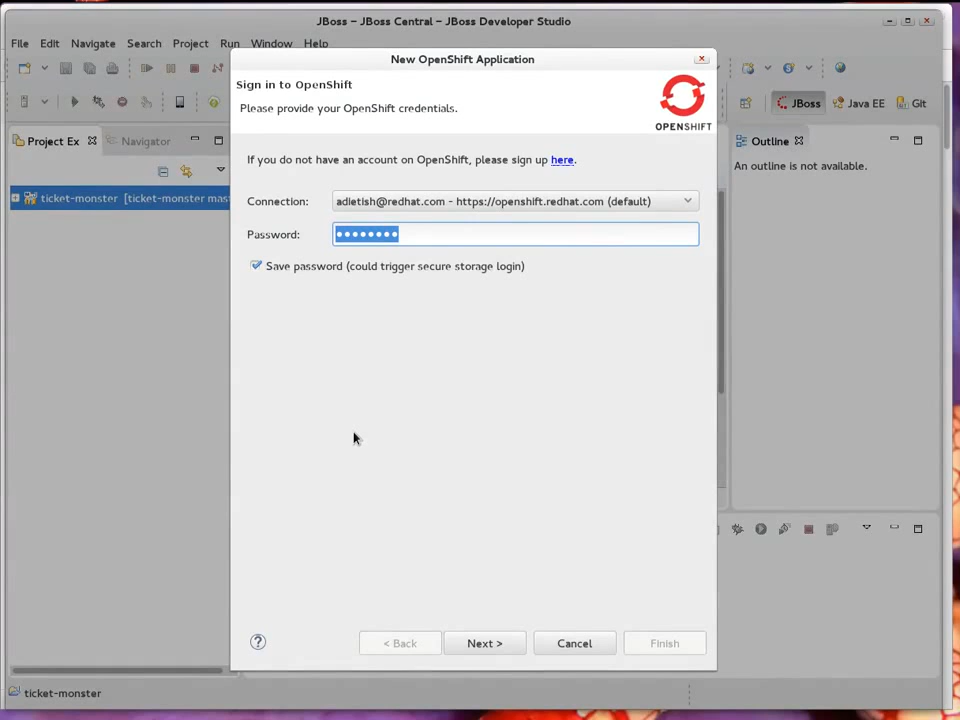 JBoss – JBoss Central – JBoss Developer Studio
File Edit Navigate Search Project Run Window Help
New OpenShift Application
Sign in to OpenShift
Please provide your OpenShift credentials.
OPENSHIFT
JBoss Java EE Git
Project Ex Navigator
Outline
An outline is not available.
If you do not have an account on OpenShift, please sign up here.
ticket-monster [ticket-monster mas
Connection: adietish@redhat.com - https://openshift.redhat.com (default)
Password: ●●●●●●●●
Save password (could trigger secure storage login)
< Back Next > Cancel Finish
ticket-monster